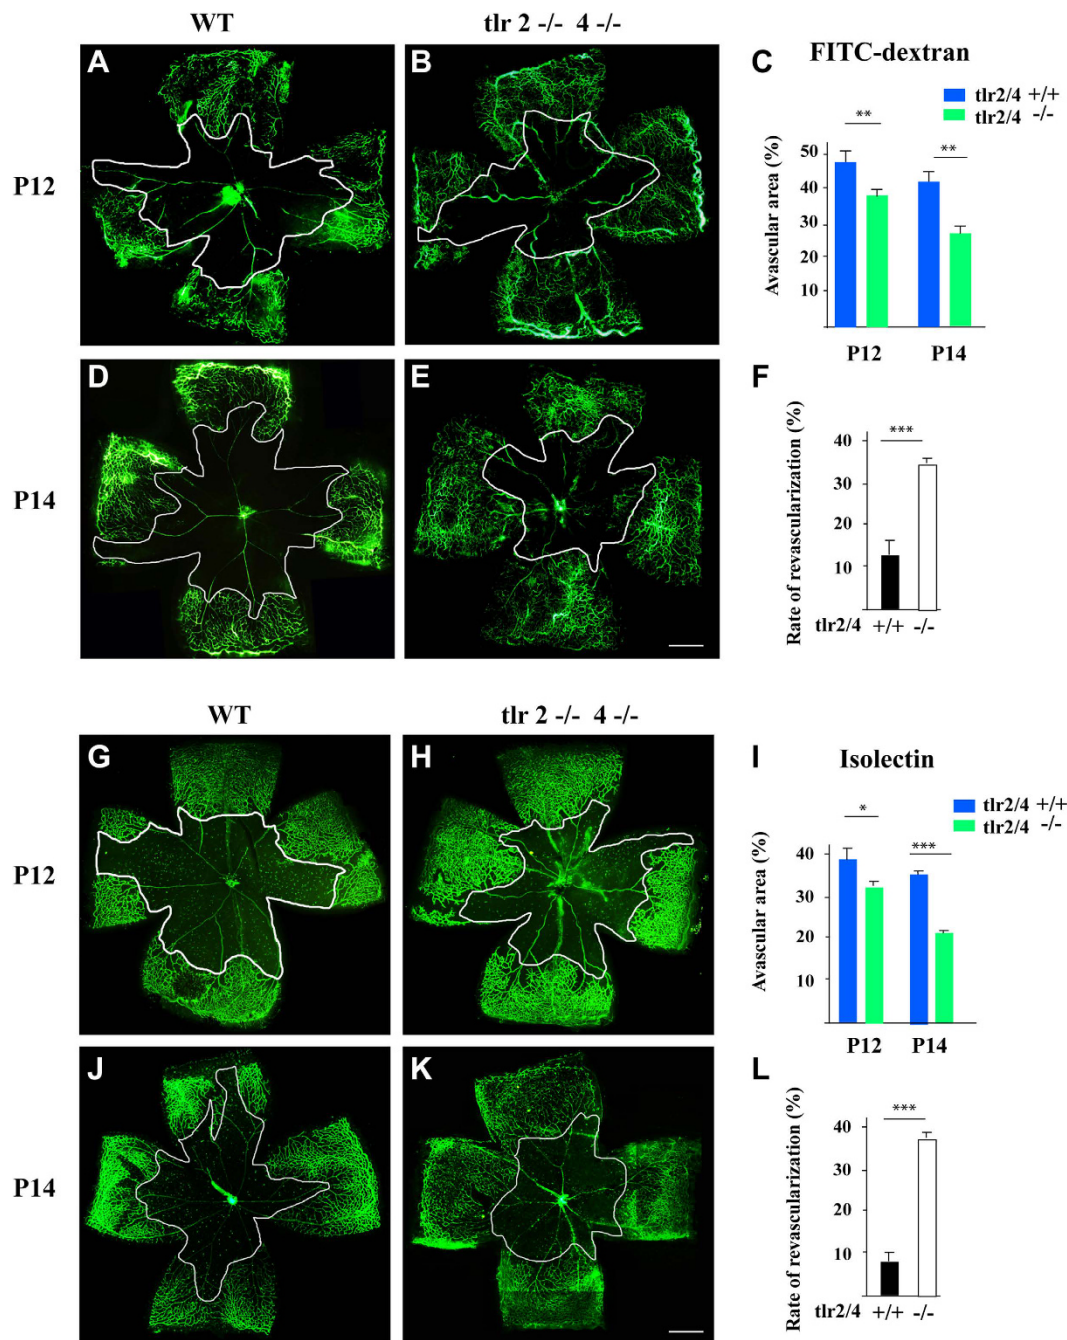 WT
tlr 2 -/- 4 -/-
P12
A
B
C
FITC-dextran
tlr2/4 +/+
tlr2/4 -/-
Avascular area (%)
50
40
30
20
10
**
**
P12
P14
P14
D
E
F
Rate of revascularization (%)
40
30
20
10
***
tlr2/4 +/+ -/-
WT
tlr 2 -/- 4 -/-
P12
G
H
I
Isolectin
tlr2/4 +/+
tlr2/4 -/-
Avascular area (%)
40
30
20
10
*
***
P12
P14
P14
J
K
L
Rate of revascularization (%)
40
30
20
10
***
tlr2/4 +/+ -/-